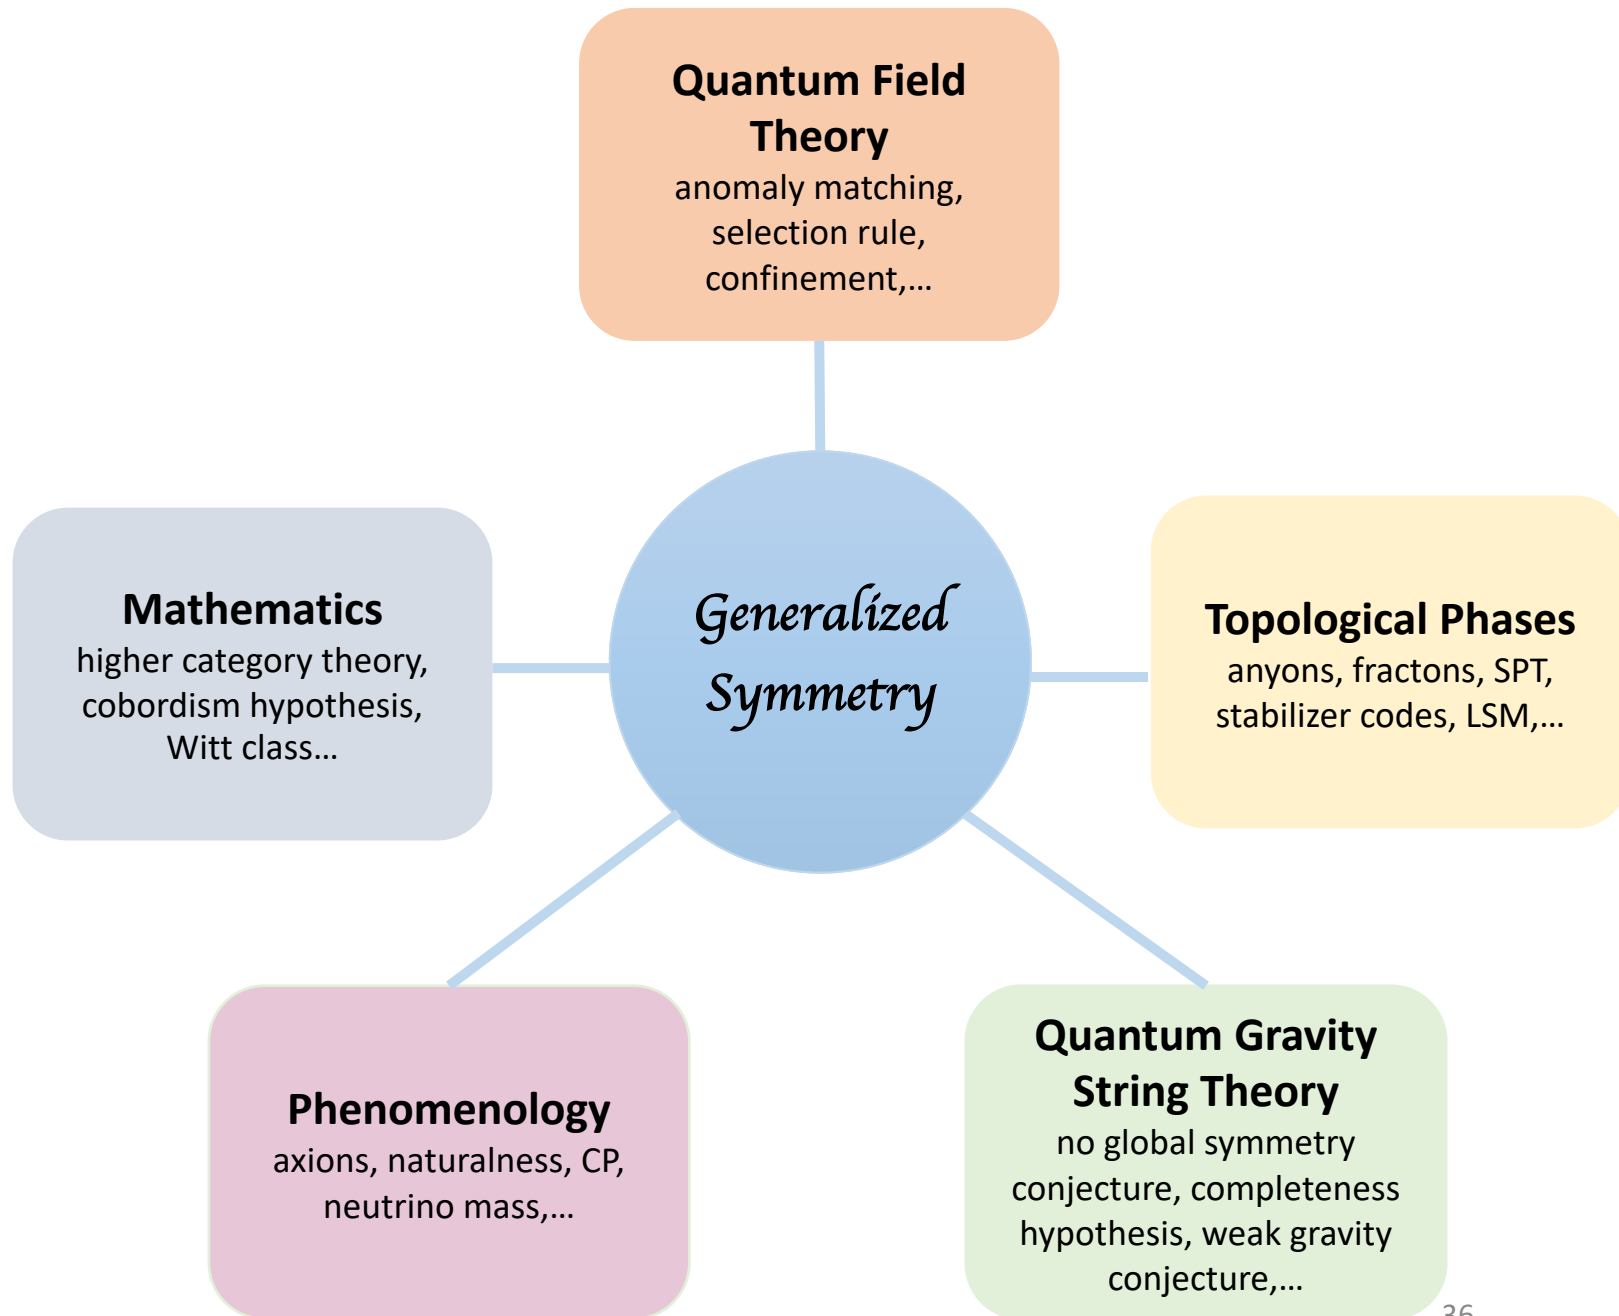 Quantum Field
Theory
anomaly matching,
selection rule,
confinement,...
Generalized
Symmetry
Mathematics
higher category theory,
cobordism hypothesis,
Witt class...
Topological Phases
anyons, fractons, SPT,
stabilizer codes, LSM,...
Phenomenology
axions, naturalness, CP,
neutrino mass,...
Quantum Gravity
String Theory
no global symmetry
conjecture, completeness
hypothesis, weak gravity
conjecture,...
36